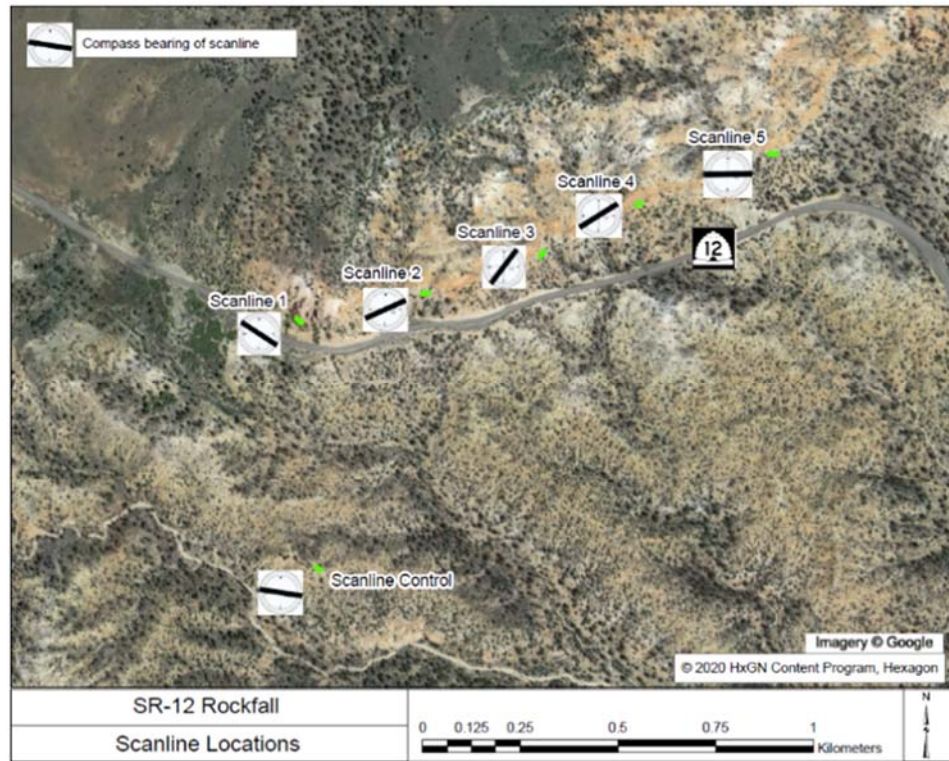 Compass bearing of scanline
Scanline 5
Scanline 4
Scanline 3
12
Scanline 2
Scanline 1
Scanline Control
Imagery © Google
© 2020 HxGN Content Program, Hexagon
SR-12 Rockfall
Scanline Locations
0 0.125 0.25 0.5 0.75 1
Kilometers
N